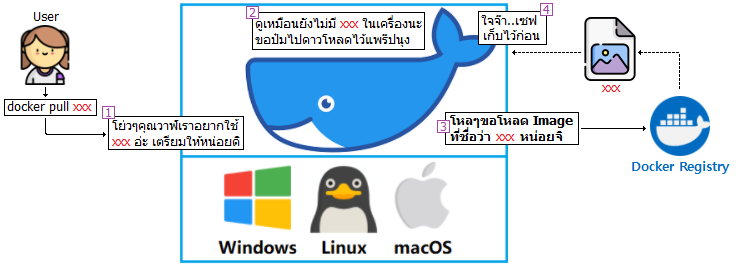 User
docker pull xxx
1
โย่วๆคุณวาฬเราอยากใช้
xxx อ่ะ เตรียมให้หน่อยดิ
2
ดูเหมือนยังไม่มี xxx ในเครื่องนะ
ขอป๋มไปดาวโหลดไว้แพร๊ปนุง
3
โหลๆขอโหลด Image
ที่ชื่อว่า xxx หน่อยจิ
4
ใจจ๊า..เซฟ
เก็บไว้ก่อน
xxx
Docker Registry
Windows
Linux
macOS